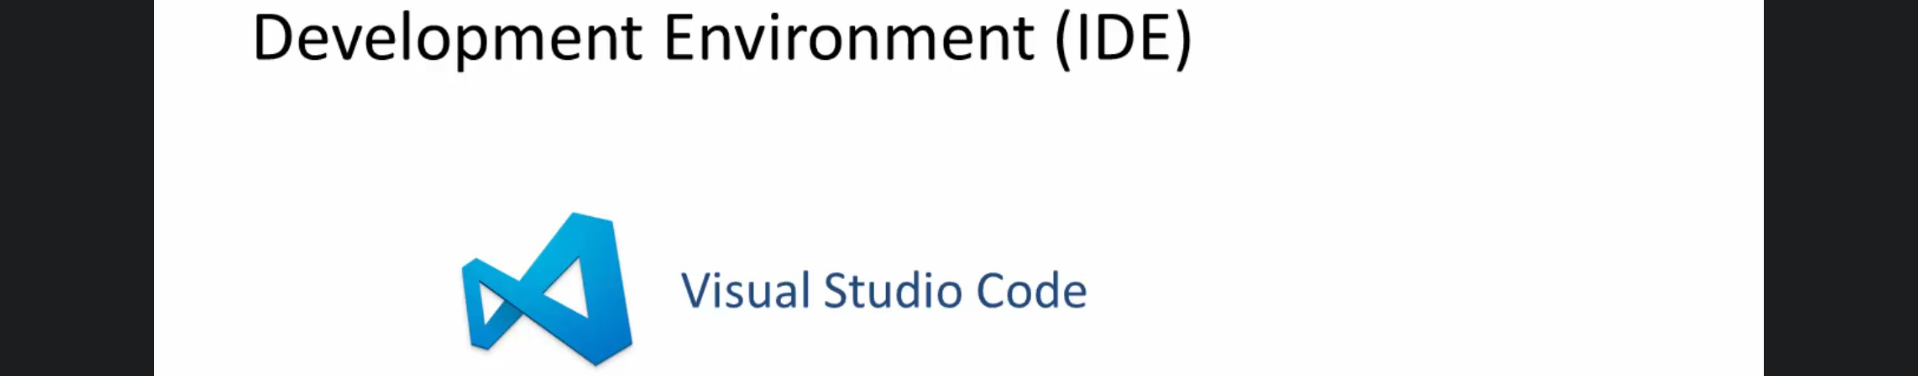 Development Environment (IDE)
Visual Studio Code